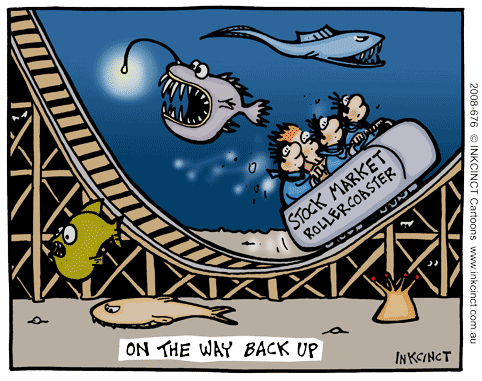 STOCK MARKET
ROLLERCOASTER
ON THE WAY BACK UP
INKCINCT
2008-676 © INKCINCT Cartoons www.inkcinct.com.au